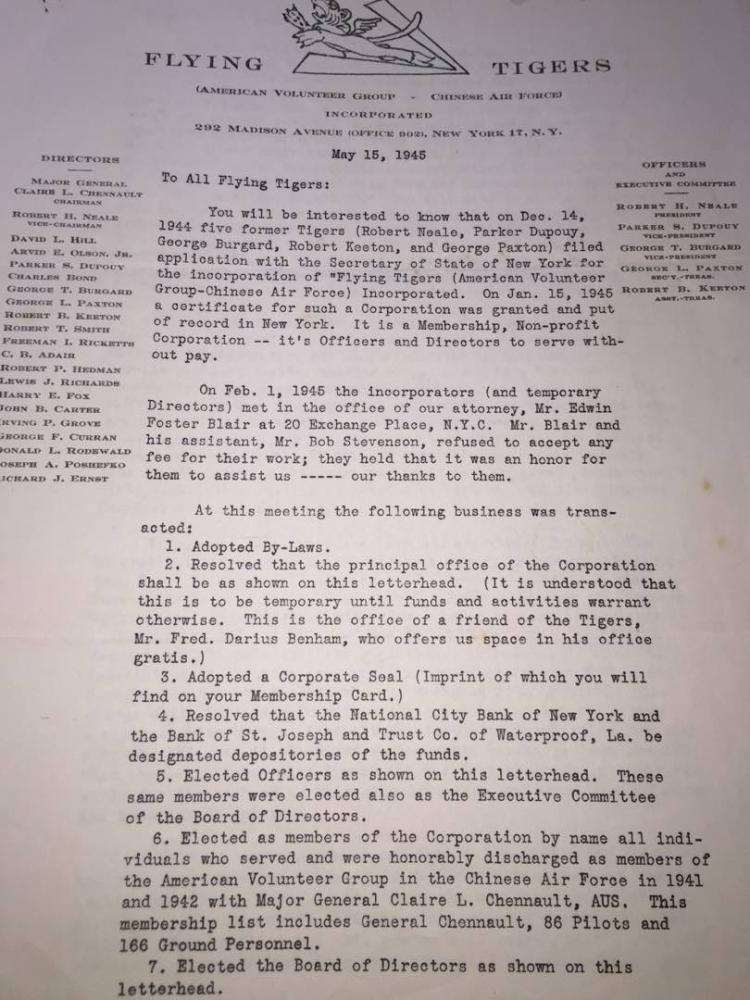 FLYING TIGERS
(AMERICAN VOLUNTEER GROUP - CHINESE AIR FORCE)
INCORPORATED
292 MADISON AVENUE (OFFICE 902), NEW YORK 17, N.Y.
DIRECTORS
MAJOR GENERAL
CLAIRE L. CHENNAULT
CHAIRMAN
ROBERT H. NEALE
VICE-CHAIRMAN
DAVID L. HILL
ARVID E. OLSON, JR.
PARKER S. DUPOUY
CHARLES BOND
GEORGE T. BURGARD
GEORGE L. PAXTON
ROBERT B. KEETON
ROBERT T. SMITH
FREEMAN I. RICKETTS
C. B. ADAIR
ROBERT P. HEDMAN
LEWIS J. RICHARDS
HARRY E. FOX
JOHN B. CARTER
IRVING P. GROVE
GEORGE F. CURRAN
DONALD L. RODEWALD
JOSEPH A. POSHEFKO
RICHARD J. ERNST
OFFICERS
AND
EXECUTIVE COMMITTEE
ROBERT H. NEALE
PRESIDENT
PARKER S. DUPOUY
VICE-PRESIDENT
GEORGE T. BURGARD
VICE-PRESIDENT
GEORGE L. PAXTON
SEC'T.-TREAS.
ROBERT B. KEETON
ASST.-TREAS.
May 15, 1945
To All Flying Tigers:
You will be interested to know that on Dec. 14,
1944 five former Tigers (Robert Neale, Parker Dupouy,
George Burgard, Robert Keeton, and George Paxton) filed
application with the Secretary of State of New York for
the incorporation of "Flying Tigers (American Volunteer
Group-Chinese Air Force) Incorporated. On Jan. 15, 1945
a certificate for such a Corporation was granted and put
of record in New York. It is a Membership, Non-profit
Corporation -- it's Officers and Directors to serve with-
out pay.
On Feb. 1, 1945 the incorporators (and temporary
Directors) met in the office of our attorney, Mr. Edwin
Foster Blair at 20 Exchange Place, N.Y.C. Mr. Blair and
his assistant, Mr. Bob Stevenson, refused to accept any
fee for their work; they held that it was an honor for
them to assist us ----- our thanks to them.
At this meeting the following business was trans-
acted:
1. Adopted By-Laws.
2. Resolved that the principal office of the Corporation
shall be as shown on this letterhead. (It is understood that
this is to be temporary until funds and activities warrant
otherwise. This is the office of a friend of the Tigers,
Mr. Fred. Darius Benham, who offers us space in his office
gratis.)
3. Adopted a Corporate Seal (Imprint of which you will
find on your Membership Card.)
4. Resolved that the National City Bank of New York and
the Bank of St. Joseph and Trust Co. of Waterproof, La. be
designated depositories of the funds.
5. Elected Officers as shown on this letterhead. These
same members were elected also as the Executive Committee
of the Board of Directors.
6. Elected as members of the Corporation by name all indi-
viduals who served and were honorably discharged as members of
the American Volunteer Group in the Chinese Air Force in 1941
and 1942 with Major General Claire L. Chennault, AUS. This
membership list includes General Chennault, 86 Pilots and
166 Ground Personnel.
7. Elected the Board of Directors as shown on this
letterhead.